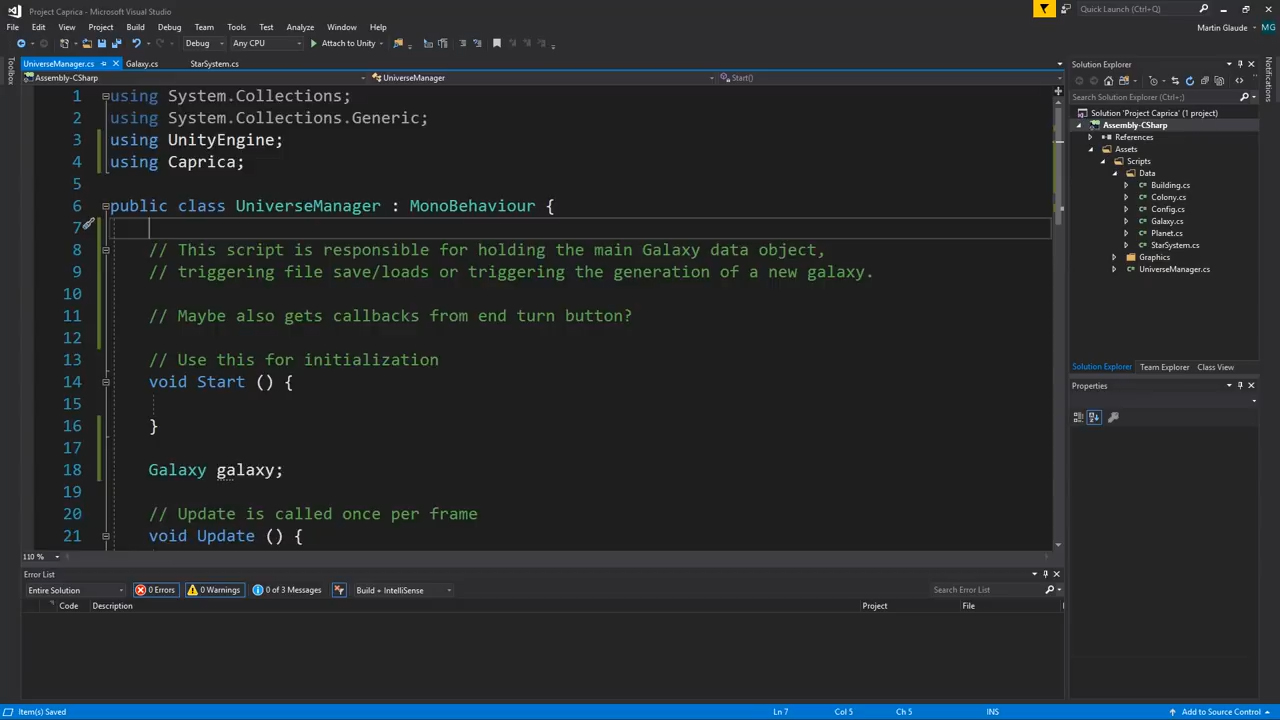 Project Caprica - Microsoft Visual Studio
Quick Launch (Ctrl+Q)
File Edit View Project Build Debug Team Tools Test Analyze Window Help
Martin Glaude MG
Debug Any CPU Attach to Unity
Toolbox
UniverseManager.cs Galaxy.cs StarSystem.cs
Assembly-CSharp UniverseManager Start()
1 using System.Collections;
2 using System.Collections.Generic;
3 using UnityEngine;
4 using Caprica;
5
6 public class UniverseManager : MonoBehaviour {
7
8 // This script is responsible for holding the main Galaxy data object,
9 // triggering file save/loads or triggering the generation of a new galaxy.
10
11 // Maybe also gets callbacks from end turn button?
12
13 // Use this for initialization
14 void Start () {
15
16 }
17
18 Galaxy galaxy;
19
20 // Update is called once per frame
21 void Update () {
110 %
Solution Explorer
Search Solution Explorer (Ctrl+;)
Solution 'Project Caprica' (1 project)
Assembly-CSharp
References
Assets
Scripts
Data
Building.cs
Colony.cs
Config.cs
Galaxy.cs
Planet.cs
StarSystem.cs
Graphics
UniverseManager.cs
Solution Explorer Team Explorer Class View
Properties
Notifications
Error List
Entire Solution 0 Errors 0 Warnings 0 of 3 Messages Build + IntelliSense Search Error List
Code Description Project File
Item(s) Saved Ln 7 Col 5 Ch 5 INS Add to Source Control